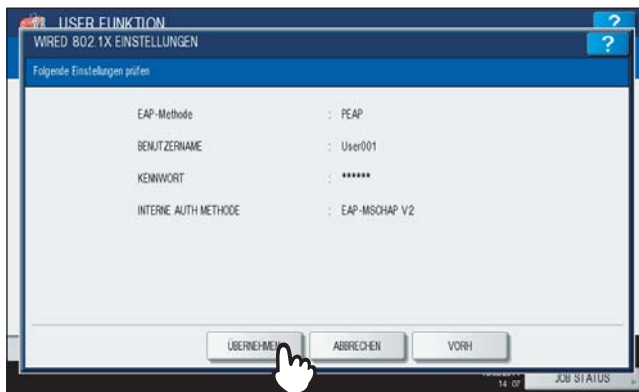 USER FUNKTION
?
WIRED 802.1X EINSTELLUNGEN
?
Folgende Einstellungen prüfen
EAP-Methode : PEAP
BENUTZERNAME : User001
KENNWORT : ******
INTERNE AUTH METHODE : EAP-MSCHAP V2
ÜBERNEHMEN ABBRECHEN VORH
14:07 JOB STATUS